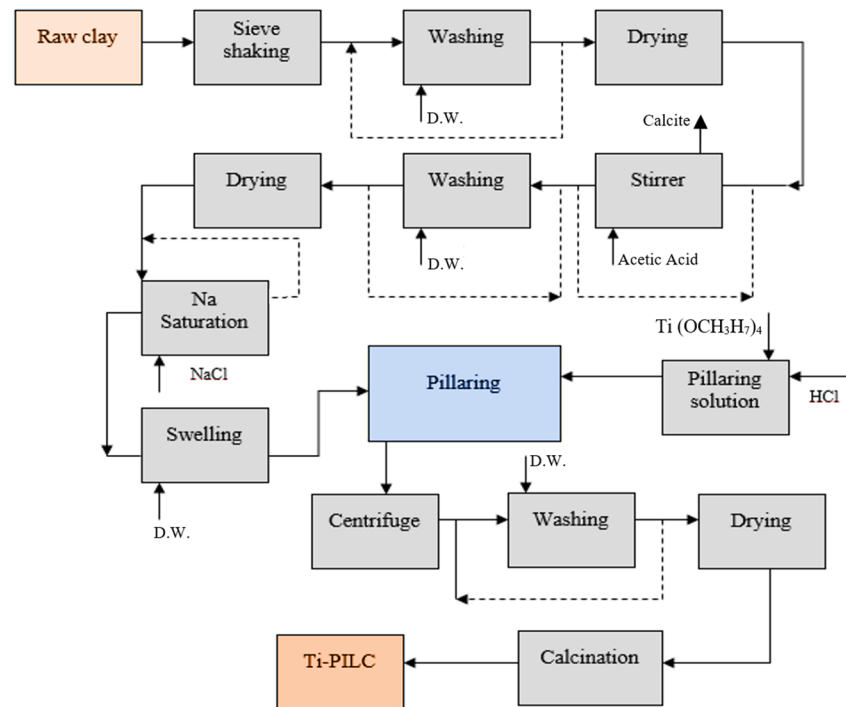 Raw clay
Sieve
shaking
Washing
Drying
D.W.
Calcite
Drying
Washing
Stirrer
D.W.
Acetic Acid
Na
Saturation
NaCl
Ti (OCH₃H₇)₄
Pillaring
Pillaring
solution
HCl
Swelling
D.W.
D.W.
Centrifuge
Washing
Drying
Ti-PILC
Calcination